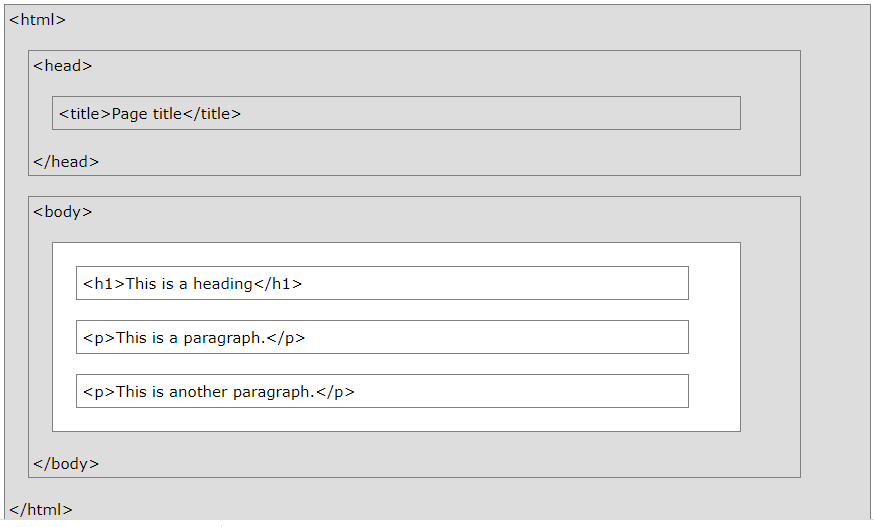 <html>
<head>
<title>Page title</title>
</head>
<body>
<h1>This is a heading</h1>
<p>This is a paragraph.</p>
<p>This is another paragraph.</p>
</body>
</html>